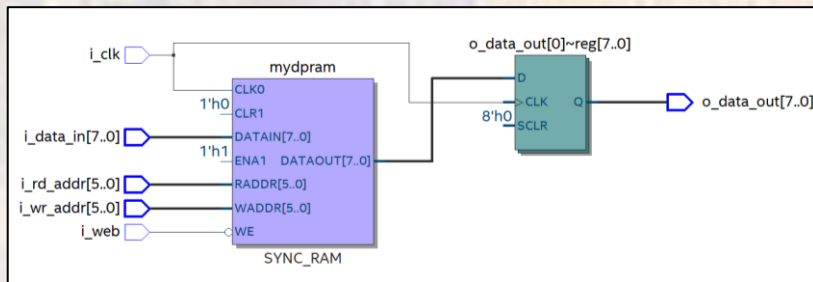 i_clk
mydpram
o_data_out[0]~reg[7..0]
CLK0
1'h0
CLR1
i_data_in[7..0]
DATAIN[7..0]
1'h1
ENA1 DATAOUT[7..0]
i_rd_addr[5..0]
RADDR[5..0]
i_wr_addr[5..0]
WADDR[5..0]
i_web
WE
SYNC_RAM
D
>CLK Q
8'h0
SCLR
o_data_out[7..0]